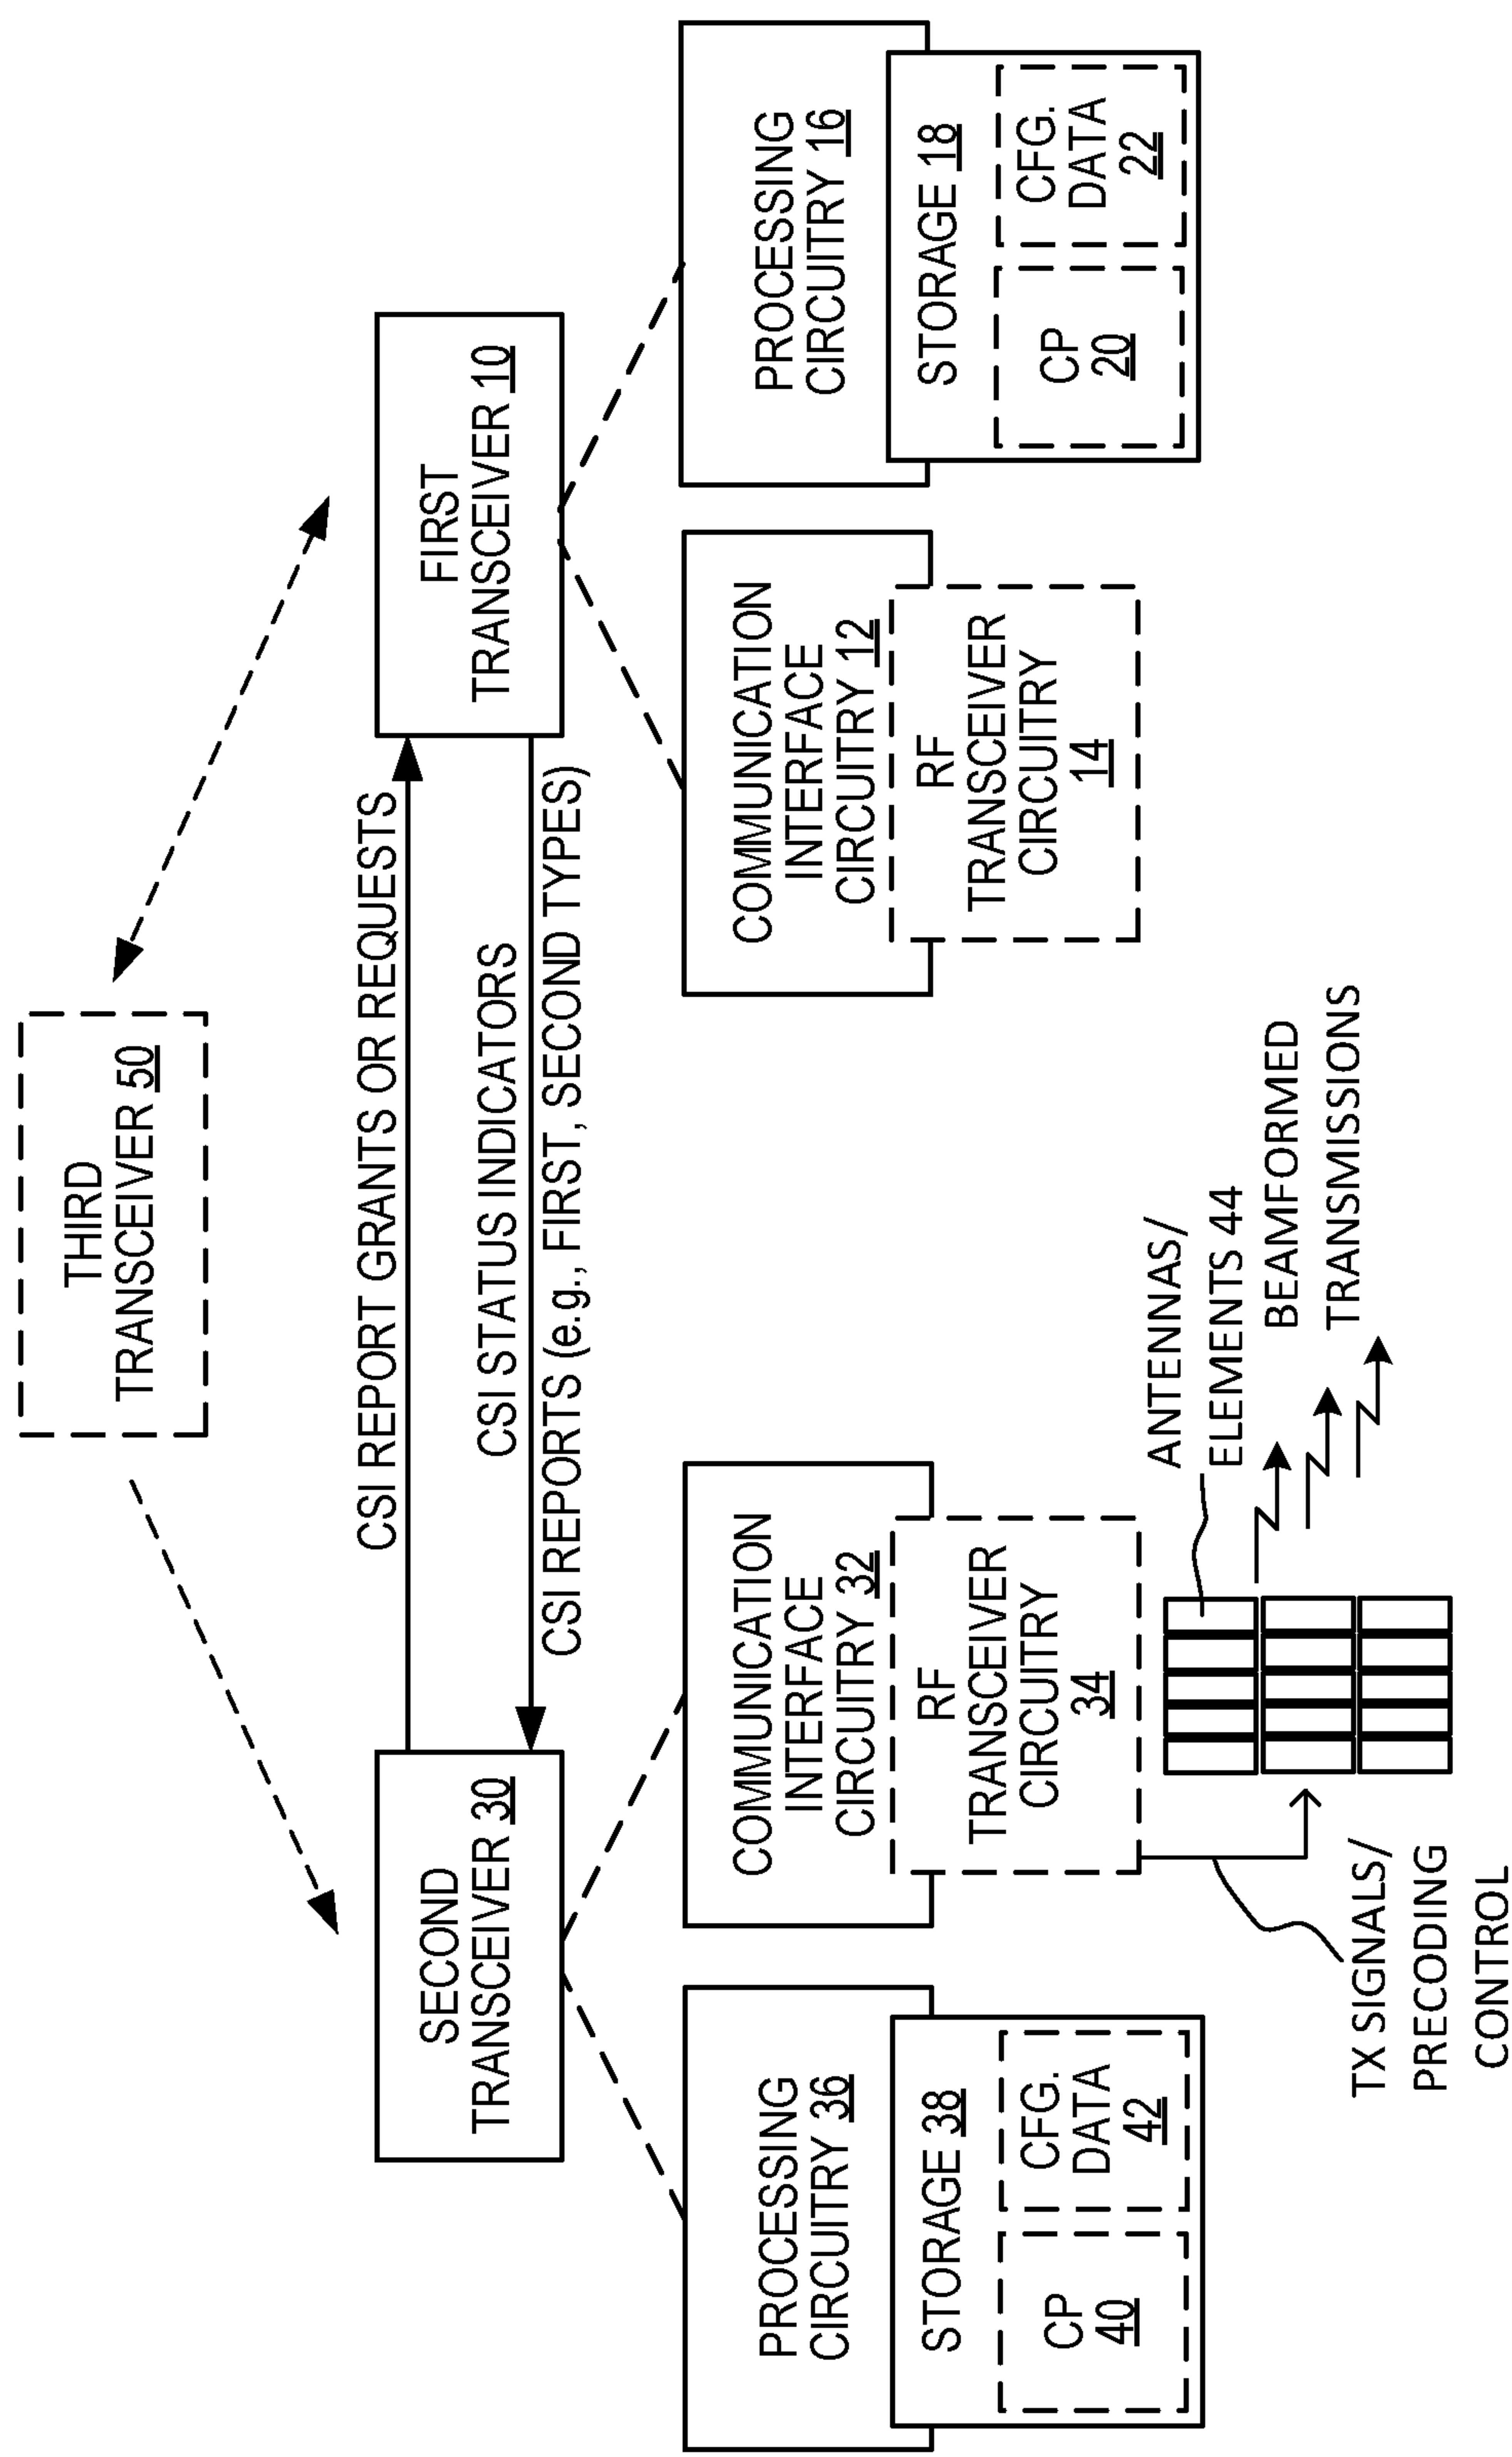 THIRD
TRANSCEIVER 50
CSI REPORT GRANTS OR REQUESTS
SECOND
TRANSCEIVER 30
FIRST
TRANSCEIVER 10
CSI STATUS INDICATORS
CSI REPORTS (e.g., FIRST, SECOND TYPES)
PROCESSING
CIRCUITRY 36
STORAGE 38
CP
40
CFG.
DATA
42
COMMUNICATION
INTERFACE
CIRCUITRY 32
RF
TRANSCEIVER
CIRCUITRY
34
COMMUNICATION
INTERFACE
CIRCUITRY 12
RF
TRANSCEIVER
CIRCUITRY
14
PROCESSING
CIRCUITRY 16
STORAGE 18
CP
20
CFG.
DATA
22
ANTENNAS/
ELEMENTS 44
BEAMFORMED
TRANSMISSIONS
TX SIGNALS/
PRECODING
CONTROL